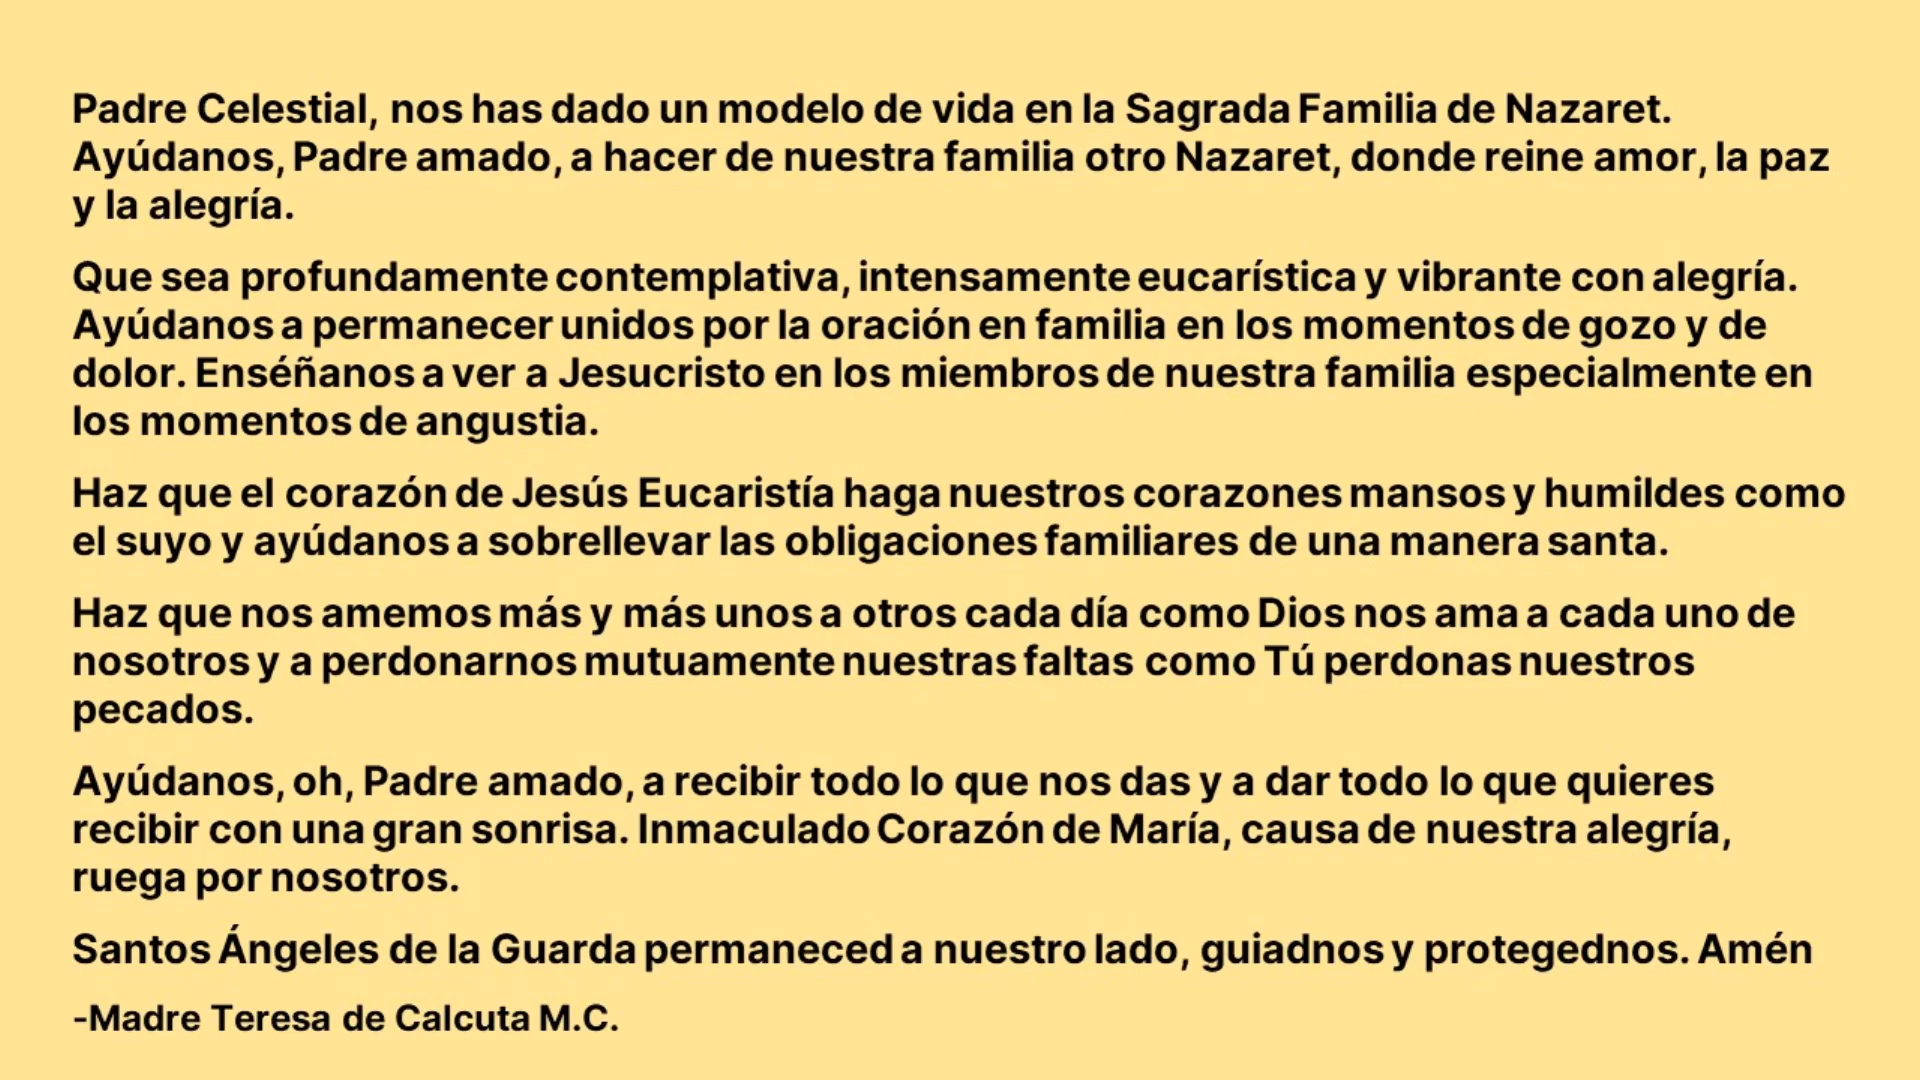 Padre Celestial, nos has dado un modelo de vida en la Sagrada Familia de Nazaret.
Ayúdanos, Padre amado, a hacer de nuestra familia otro Nazaret, donde reine amor, la paz
y la alegría.
Que sea profundamente contemplativa, intensamente eucarística y vibrante con alegría.
Ayúdanos a permanecer unidos por la oración en familia en los momentos de gozo y de
dolor. Enséñanos a ver a Jesucristo en los miembros de nuestra familia especialmente en
los momentos de angustia.
Haz que el corazón de Jesús Eucaristía haga nuestros corazones mansos y humildes como
el suyo y ayúdanos a sobrellevar las obligaciones familiares de una manera santa.
Haz que nos amemos más y más unos a otros cada día como Dios nos ama a cada uno de
nosotros y a perdonarnos mutuamente nuestras faltas como Tú perdonas nuestros
pecados.
Ayúdanos, oh, Padre amado, a recibir todo lo que nos das y a dar todo lo que quieres
recibir con una gran sonrisa. Inmaculado Corazón de María, causa de nuestra alegría,
ruega por nosotros.
Santos Ángeles de la Guarda permaneced a nuestro lado, guiadnos y protegednos. Amén
-Madre Teresa de Calcuta M.C.